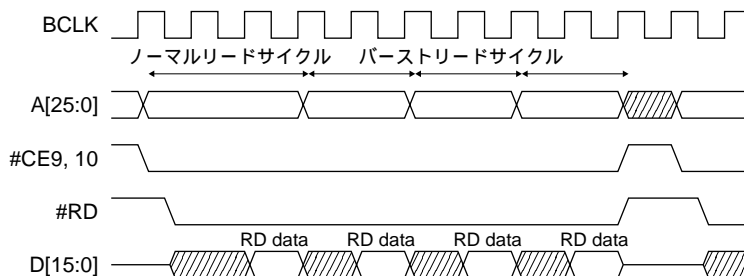 BCLK
ノーマルリードサイクル バーストリードサイクル
A[25:0]
#CE9, 10
#RD
RD data RD data RD data RD data
D[15:0]